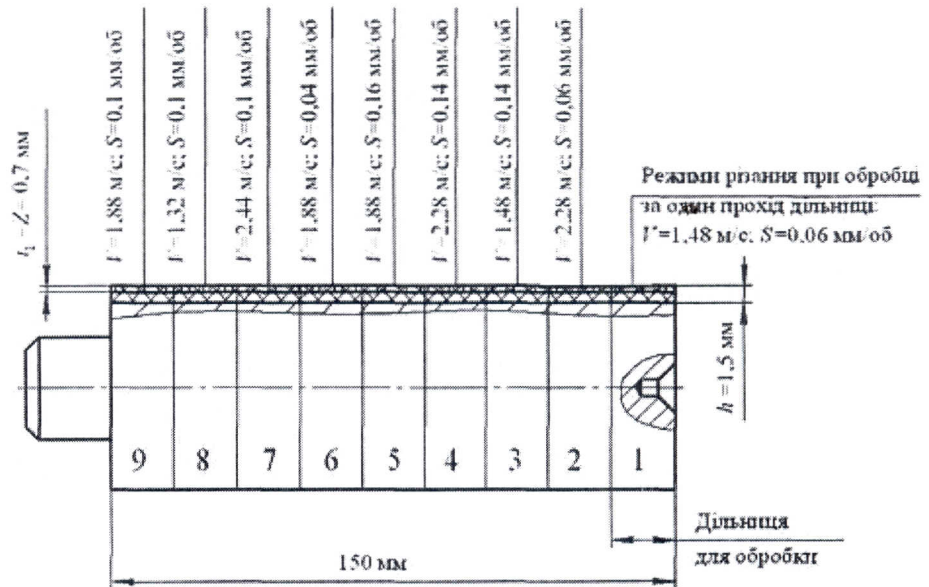 t₁ = Z = 0,7 мм
V=1,88 м/с; S=0,1 мм/об
V=1,32 м/с; S=0,1 мм/об
V=2,44 м/с; S=0,1 мм/об
V=1,88 м/с; S=0,04 мм/об
V=1,88 м/с; S=0,16 мм/об
V=2,28 м/с; S=0,14 мм/об
V=1,48 м/с; S=0,14 мм/об
V=2,28 м/с; S=0,06 мм/об
Режими різання при обробці
за один прохід дільниці:
V=1,48 м/с; S=0,06 мм/об
h=1,5 мм
9 8 7 6 5 4 3 2 1
Дільниця
для обробки
150 мм